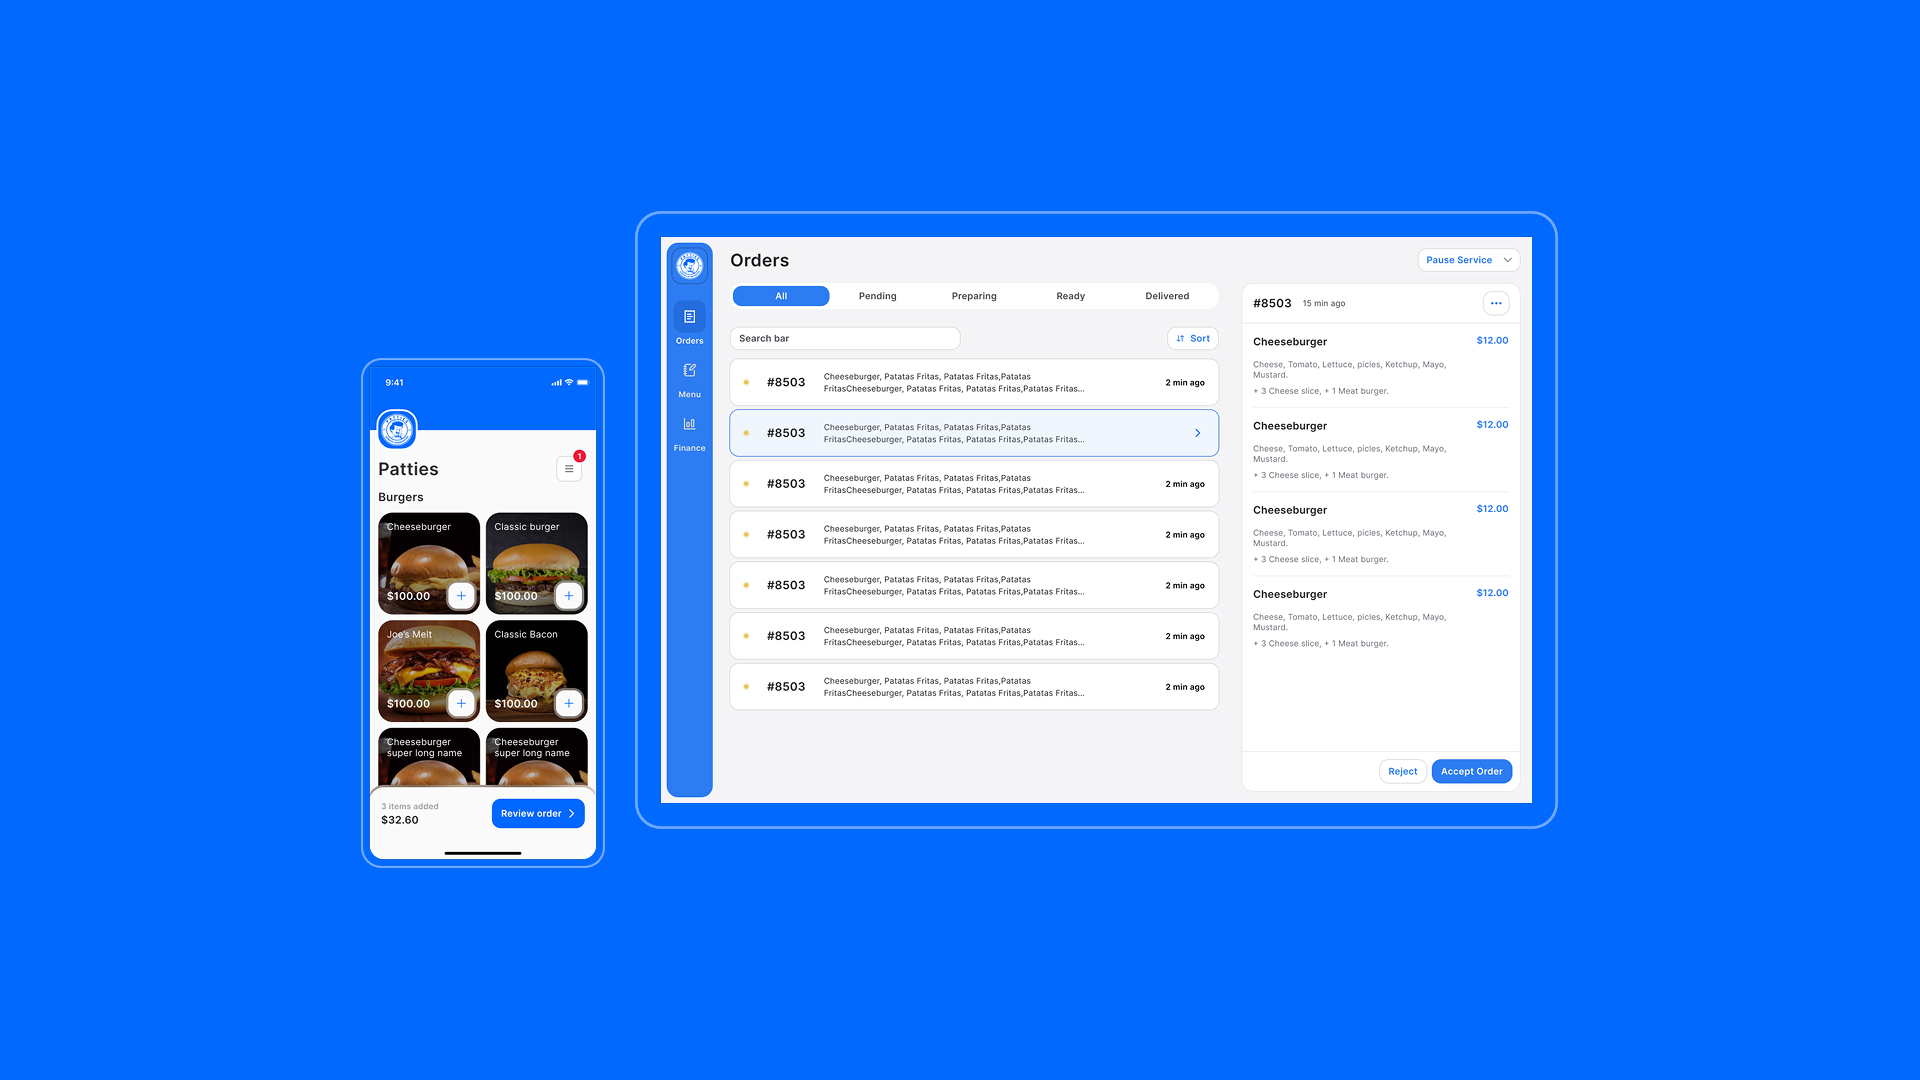 9:41
Patties
1
Burgers
Cheeseburger
$100.00
Classic burger
$100.00
Joe's Melt
$100.00
Classic Bacon
$100.00
Cheeseburger
super long name
Cheeseburger
super long name
3 items added
$32.60
Review order
Orders
Menu
Finance
Orders
Pause Service
All
Pending
Preparing
Ready
Delivered
Search bar
Sort
#8503
Cheeseburger, Patatas Fritas, Patatas Fritas,Patatas
FritasCheeseburger, Patatas Fritas, Patatas Fritas,Patatas Fritas...
2 min ago
#8503
Cheeseburger, Patatas Fritas, Patatas Fritas,Patatas
FritasCheeseburger, Patatas Fritas, Patatas Fritas,Patatas Fritas...
#8503
Cheeseburger, Patatas Fritas, Patatas Fritas,Patatas
FritasCheeseburger, Patatas Fritas, Patatas Fritas,Patatas Fritas...
2 min ago
#8503
Cheeseburger, Patatas Fritas, Patatas Fritas,Patatas
FritasCheeseburger, Patatas Fritas, Patatas Fritas,Patatas Fritas...
2 min ago
#8503
Cheeseburger, Patatas Fritas, Patatas Fritas,Patatas
FritasCheeseburger, Patatas Fritas, Patatas Fritas,Patatas Fritas...
2 min ago
#8503
Cheeseburger, Patatas Fritas, Patatas Fritas,Patatas
FritasCheeseburger, Patatas Fritas, Patatas Fritas,Patatas Fritas...
2 min ago
#8503
Cheeseburger, Patatas Fritas, Patatas Fritas,Patatas
FritasCheeseburger, Patatas Fritas, Patatas Fritas,Patatas Fritas...
2 min ago
#8503 15 min ago
Cheeseburger $12.00
Cheese, Tomato, Lettuce, picles, Ketchup, Mayo,
Mustard.
+ 3 Cheese slice, + 1 Meat burger.
Cheeseburger $12.00
Cheese, Tomato, Lettuce, picles, Ketchup, Mayo,
Mustard.
+ 3 Cheese slice, + 1 Meat burger.
Cheeseburger $12.00
Cheese, Tomato, Lettuce, picles, Ketchup, Mayo,
Mustard.
+ 3 Cheese slice, + 1 Meat burger.
Cheeseburger $12.00
Cheese, Tomato, Lettuce, picles, Ketchup, Mayo,
Mustard.
+ 3 Cheese slice, + 1 Meat burger.
Reject
Accept Order